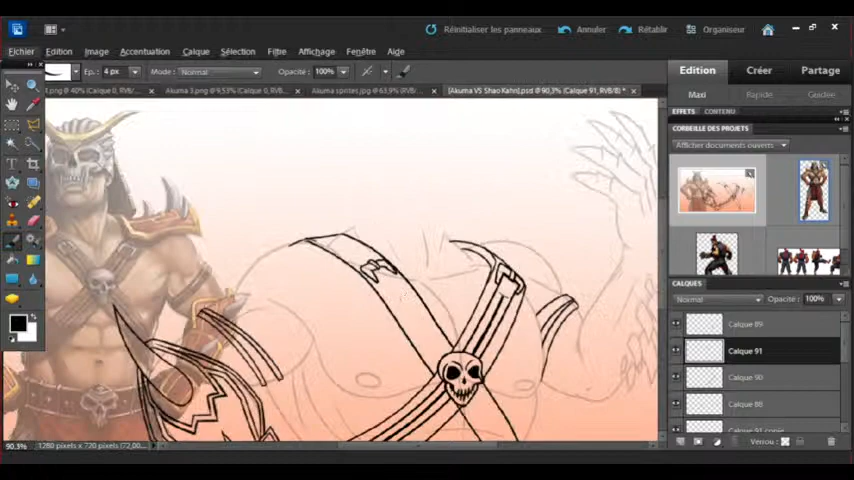 Réinitialiser les panneaux Annuler Rétablir Organiseur
Fichier Edition Image Accentuation Calque Sélection Filtre Affichage Fenêtre Aide
Ep.: 4 px Mode: Normal Opacité: 100%
Edition Créer Partage
.png @ 40% (Calque 0, RVB/ Akuma 3.png @ 9,53% (Calque 0, RVB/ Akuma sprites.jpg @ 63,9% (RVB/8) [Akuma VS Shao Kahn].psd @ 90,3% (Calque 91, RVB/8) *
Maxi Rapide Guidée
EFFETS CONTENU
CORBEILLE DES PROJETS
Afficher documents ouverts
CALQUES
Normal Opacité: 100%
Calque 89
Calque 91
Calque 90
Calque 88
Calque 91 copie
Verrou:
90,3% 1280 pixels x 720 pixels (72,00